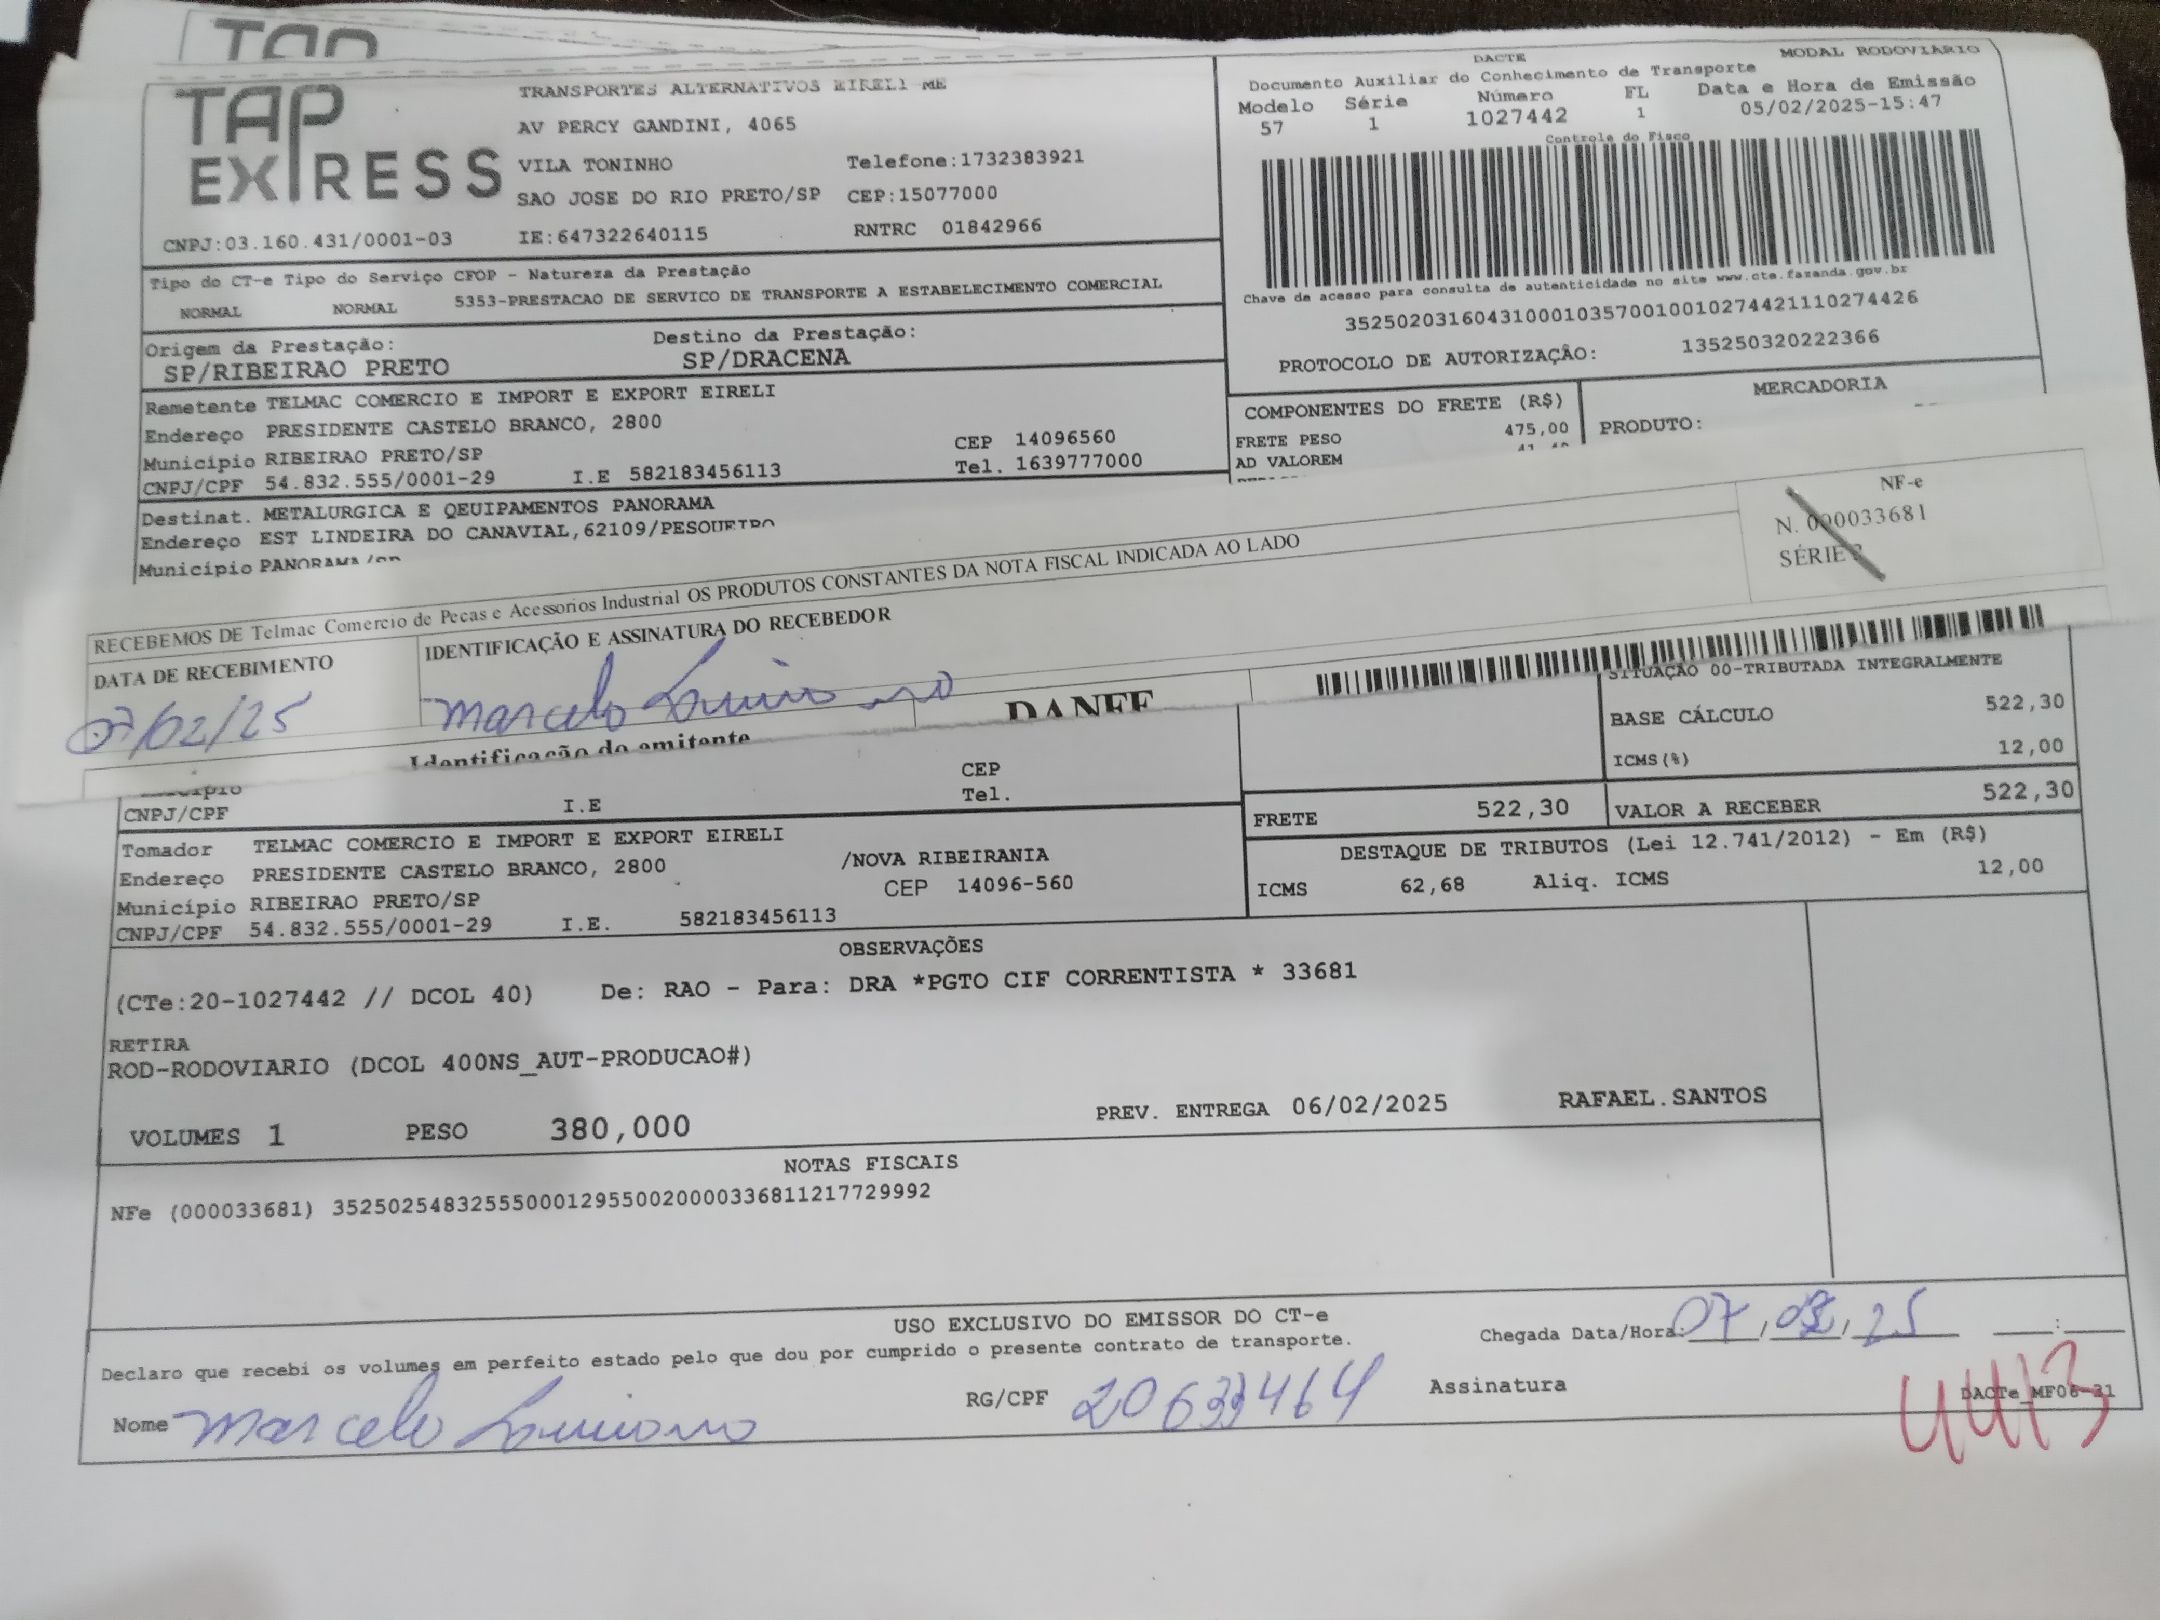 TAP
EXPRESS
TRANSPORTES ALTERNATIVOS EIRELI ME
AV PERCY GANDINI, 4065
VILA TONINHO Telefone:1732383921
SAO JOSE DO RIO PRETO/SP CEP:15077000
CNPJ:03.160.431/0001-03 IE:647322640115 RNTRC 01842966
DACTE MODAL RODOVIÁRIO
Documento Auxiliar do Conhecimento de Transporte
Modelo Série Número FL Data e Hora de Emissão
57 1 1027442 1 05/02/2025-15:47
Controle do Fisco
Chave de acesso para consulta de autenticidade no site www.cte.fazenda.gov.br
35250203160431000103570010010274421110274426
PROTOCOLO DE AUTORIZAÇÃO: 135250320222366
Tipo do CT-e Tipo do Serviço CFOP - Natureza da Prestação
NORMAL NORMAL 5353-PRESTACAO DE SERVICO DE TRANSPORTE A ESTABELECIMENTO COMERCIAL
Origem da Prestação: Destino da Prestação:
SP/RIBEIRAO PRETO SP/DRACENA
Remetente TELMAC COMERCIO E IMPORT E EXPORT EIRELI
Endereço PRESIDENTE CASTELO BRANCO, 2800
Município RIBEIRAO PRETO/SP CEP 14096560
CNPJ/CPF 54.832.555/0001-29 I.E 582183456113 Tel. 1639777000
COMPONENTES DO FRETE (R$) MERCADORIA
FRETE PESO 475,00 PRODUTO:
AD VALOREM
Destinat. METALURGICA E QEUIPAMENTOS PANORAMA
Endereço EST LINDEIRA DO CANAVIAL,62109/PESQUEIRO
Município PANORAMA
NF-e
N. 000033681
SÉRIE
RECEBEMOS DE Telmac Comercio de Pecas e Acessorios Industrial OS PRODUTOS CONSTANTES DA NOTA FISCAL INDICADA AO LADO
DATA DE RECEBIMENTO IDENTIFICAÇÃO E ASSINATURA DO RECEBEDOR
07/02/25 Marcelo
Identificação do emitente DANFE
SITUAÇÃO 00-TRIBUTADA INTEGRALMENTE
BASE CÁLCULO 522,30
ICMS(%) 12,00
CEP
CNPJ/CPF I.E Tel.
FRETE 522,30 VALOR A RECEBER 522,30
Tomador TELMAC COMERCIO E IMPORT E EXPORT EIRELI
Endereço PRESIDENTE CASTELO BRANCO, 2800 /NOVA RIBEIRANIA
Município RIBEIRAO PRETO/SP CEP 14096-560
CNPJ/CPF 54.832.555/0001-29 I.E. 582183456113
DESTAQUE DE TRIBUTOS (Lei 12.741/2012) - Em (R$)
ICMS 62,68 Aliq. ICMS 12,00
OBSERVAÇÕES
(CTe:20-1027442 // DCOL 40) De: RAO - Para: DRA *PGTO CIF CORRENTISTA * 33681
RETIRA
ROD-RODOVIARIO (DCOL 400NS_AUT-PRODUCAO#)
VOLUMES 1 PESO 380,000 PREV. ENTREGA 06/02/2025 RAFAEL.SANTOS
NOTAS FISCAIS
NFe (000033681) 35250254832555000129550020000336811217729992
USO EXCLUSIVO DO EMISSOR DO CT-e
Declaro que recebi os volumes em perfeito estado pelo que dou por cumprido o presente contrato de transporte.
Chegada Data/Hora: 07/02/25 :
Nome Marcelo RG/CPF 20633464 Assinatura
DACTe_MF06-31